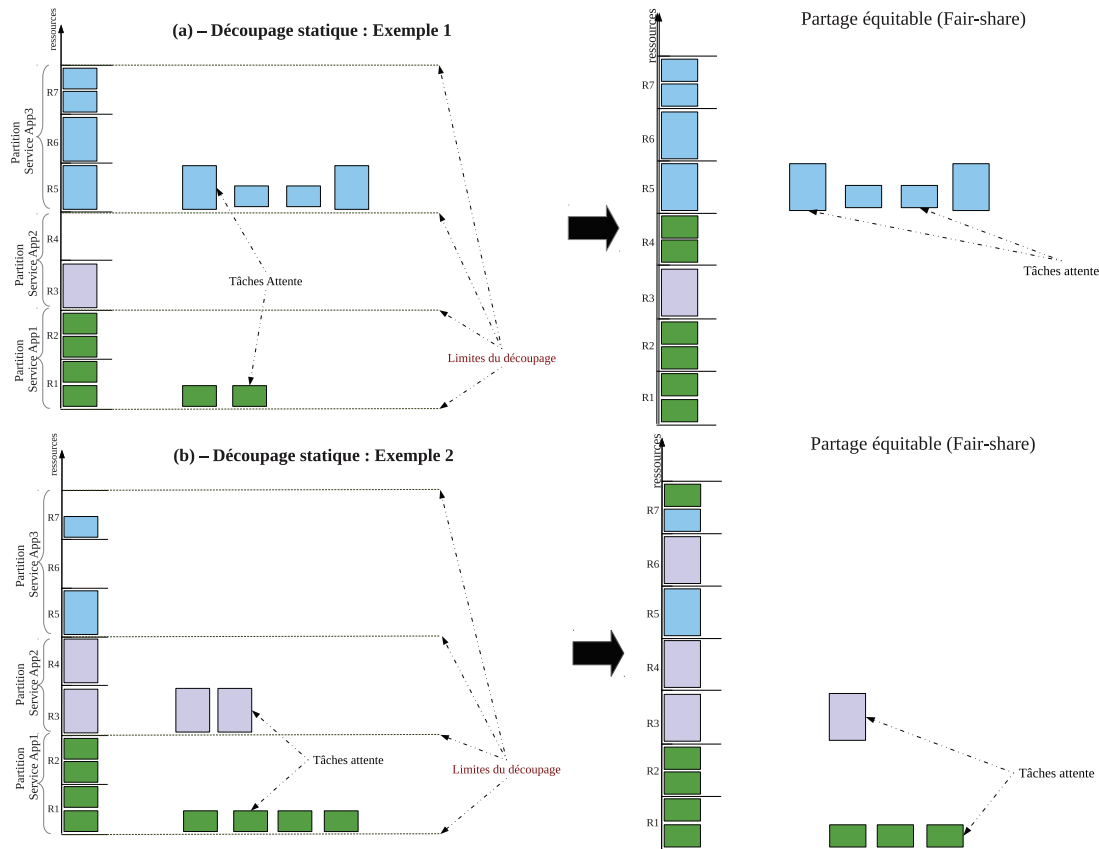 (a) – Découpage statique : Exemple 1
ressources
Partition
Service App3
R7
R6
R5
Partition
Service App2
R4
R3
Partition
Service App1
R2
R1
Tâches Attente
Limites du découpage
Partage équitable (Fair-share)
ressources
R7
R6
R5
R4
R3
R2
R1
Tâches attente
(b) – Découpage statique : Exemple 2
ressources
Partition
Service App3
R7
R6
R5
Partition
Service App2
R4
R3
Partition
Service App1
R2
R1
Tâches attente
Limites du découpage
Partage équitable (Fair-share)
ressources
R7
R6
R5
R4
R3
R2
R1
Tâches attente